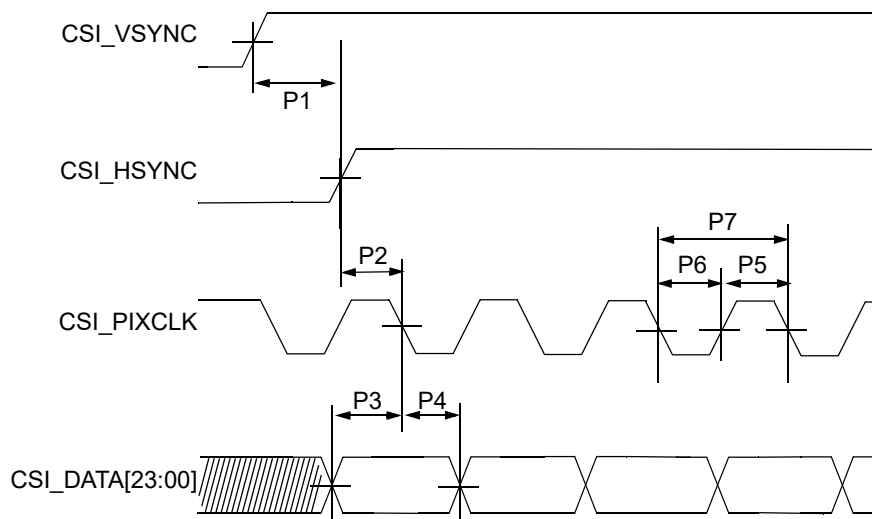 CSI_VSYNC
P1
CSI_HSYNC
P7
P2
P6
P5
CSI_PIXCLK
P3
P4
CSI_DATA[23:00]